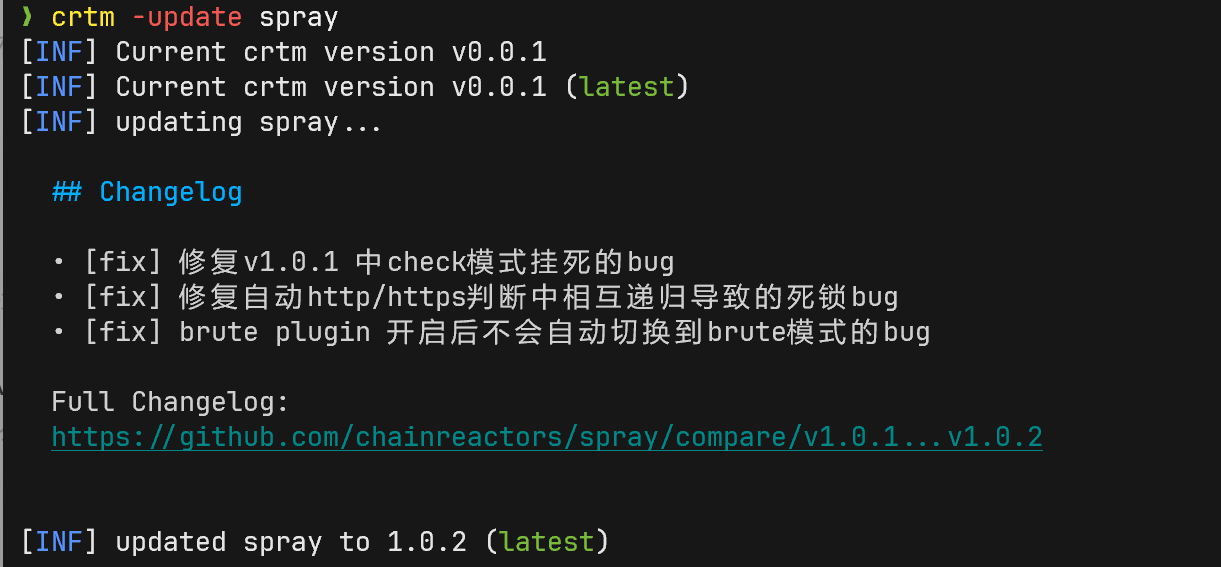 ❯ crtm -update spray
[INF] Current crtm version v0.0.1
[INF] Current crtm version v0.0.1 (latest)
[INF] updating spray...
## Changelog
• [fix] 修复v1.0.1 中check模式挂死的bug
• [fix] 修复自动http/https判断中相互递归导致的死锁bug
• [fix] brute plugin 开启后不会自动切换到brute模式的bug
Full Changelog:
https://github.com/chainreactors/spray/compare/v1.0.1...v1.0.2
[INF] updated spray to 1.0.2 (latest)